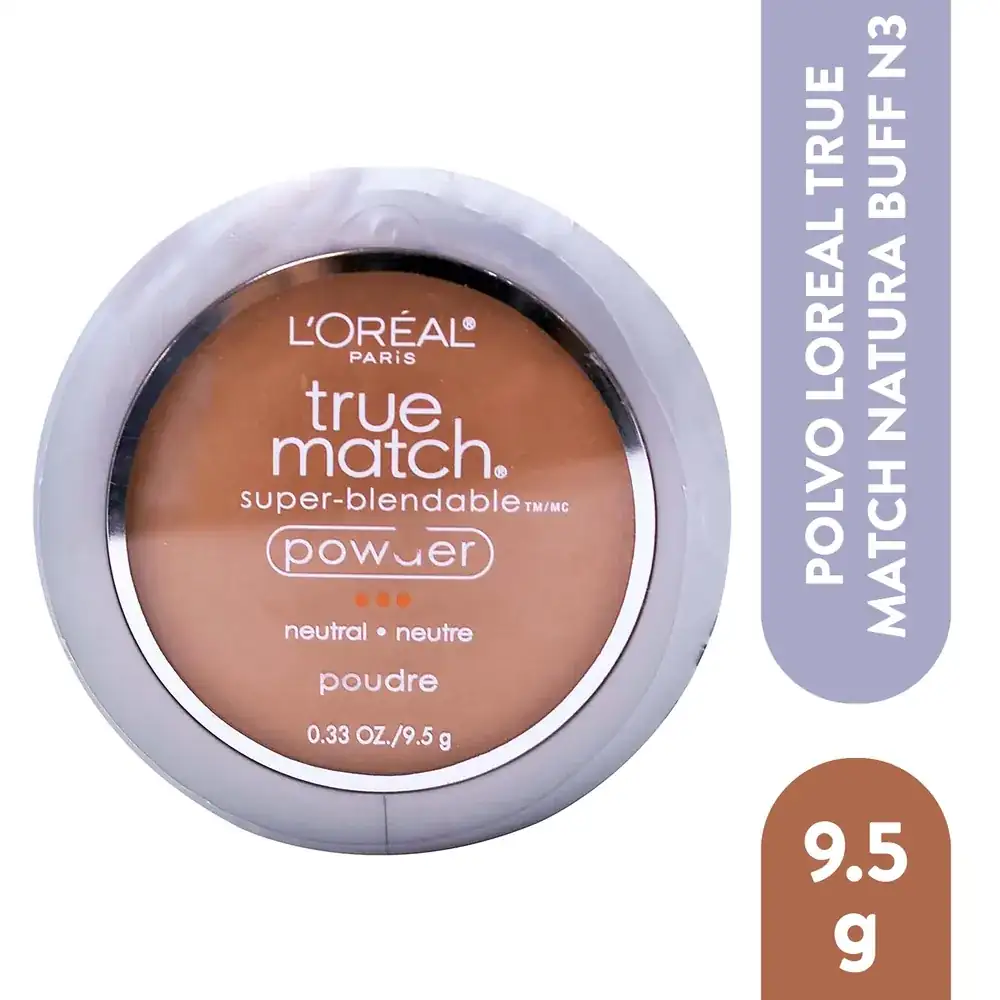 L'ORÉAL®
PARIS
true
match®
super-blendable TM/MC
powder
neutral • neutre
poudre
0.33 OZ./9.5 g
POLVO LOREAL TRUE
MATCH NATURA BUFF N3
9.5
g